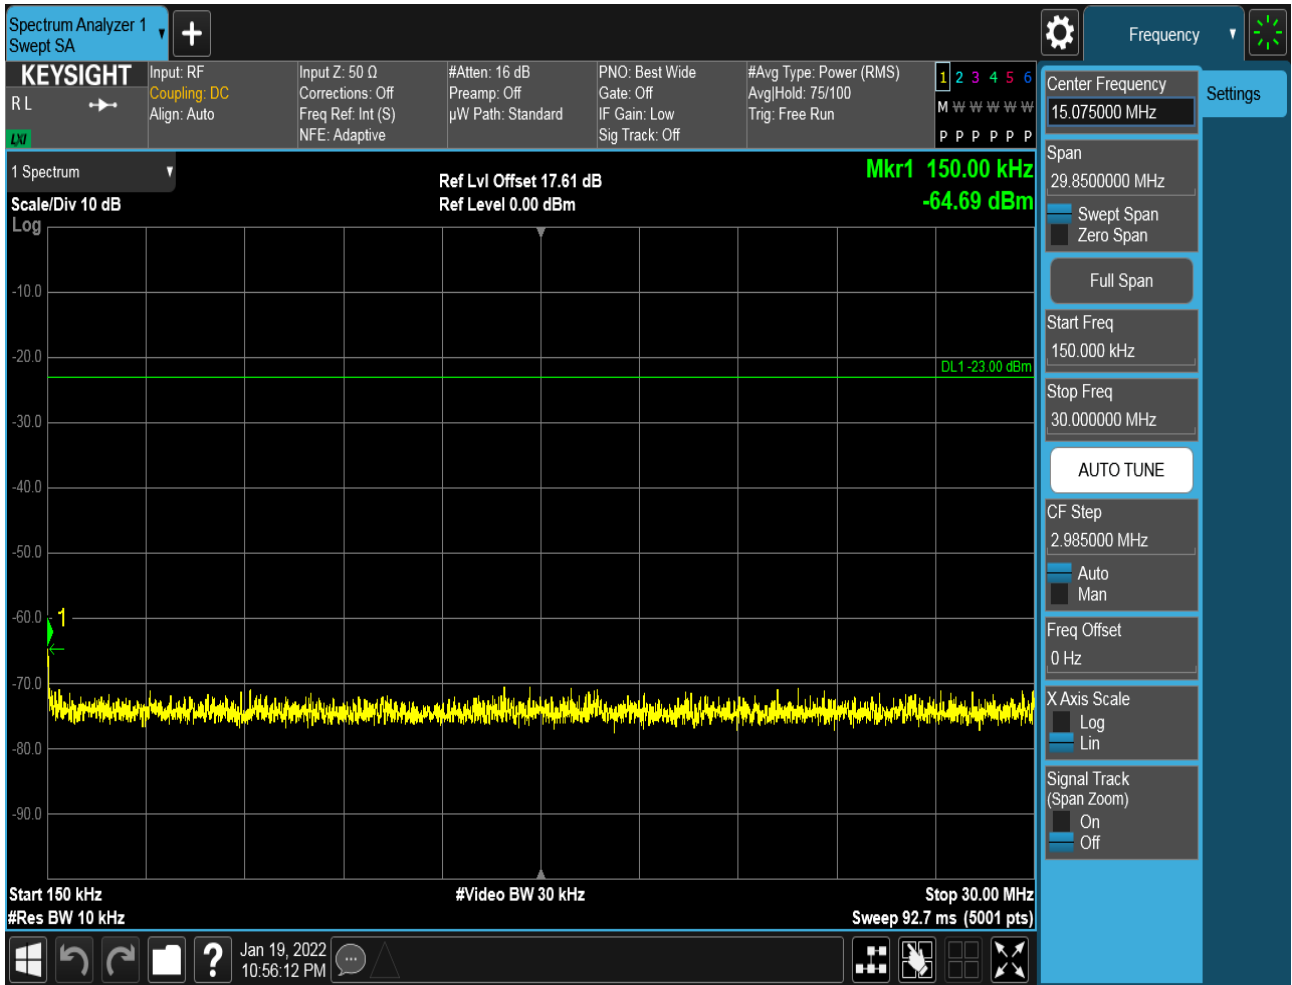 Spectrum Analyzer 1
Swept SA
Frequency
KEYSIGHT
R L
LXI
Input: RF
Coupling: DC
Align: Auto
Input Z: 50 Ω
Corrections: Off
Freq Ref: Int (S)
NFE: Adaptive
#Atten: 16 dB
Preamp: Off
µW Path: Standard
PNO: Best Wide
Gate: Off
IF Gain: Low
Sig Track: Off
#Avg Type: Power (RMS)
Avg|Hold: 75/100
Trig: Free Run
1 2 3 4 5 6
M W W W W W
P P P P P P
1 Spectrum
Scale/Div 10 dB
Log
Ref Lvl Offset 17.61 dB
Ref Level 0.00 dBm
Mkr1 150.00 kHz
-64.69 dBm
-10.0
-20.0
DL1 -23.00 dBm
-30.0
-40.0
-50.0
-60.0
1
-70.0
-80.0
-90.0
Start 150 kHz
#Video BW 30 kHz
Stop 30.00 MHz
#Res BW 10 kHz
Sweep 92.7 ms (5001 pts)
?
Jan 19, 2022
10:56:12 PM
Center Frequency
15.075000 MHz
Settings
Span
29.8500000 MHz
Swept Span
Zero Span
Full Span
Start Freq
150.000 kHz
Stop Freq
30.000000 MHz
AUTO TUNE
CF Step
2.985000 MHz
Auto
Man
Freq Offset
0 Hz
X Axis Scale
Log
Lin
Signal Track
(Span Zoom)
On
Off